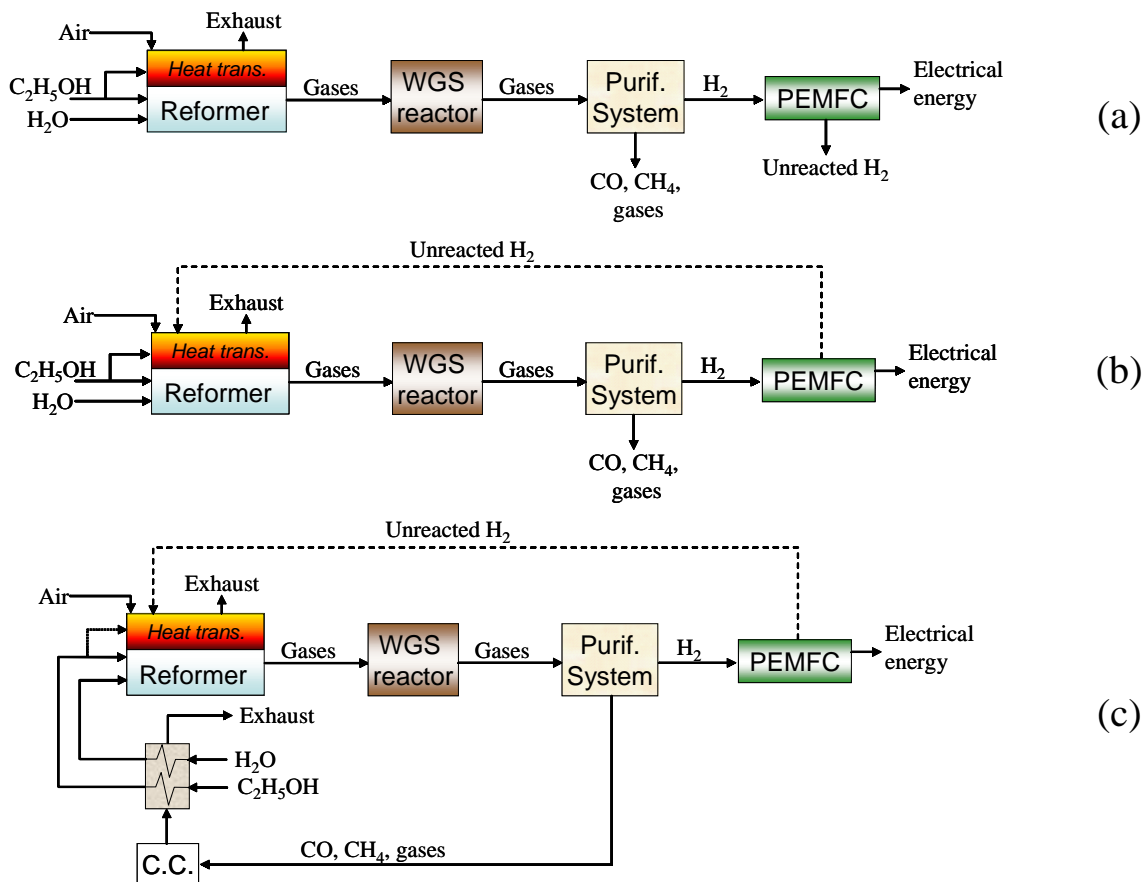 Exhaust
Air
Heat trans.
C₂H₅OH
Reformer
H₂O
Gases
WGS
reactor
Gases
Purif.
System
H₂
PEMFC
Electrical
energy
Unreacted H₂
CO, CH₄,
gases
(a)
Unreacted H₂
Exhaust
Air
Heat trans.
C₂H₅OH
Reformer
H₂O
Gases
WGS
reactor
Gases
Purif.
System
H₂
PEMFC
Electrical
energy
CO, CH₄,
gases
(b)
Unreacted H₂
Exhaust
Air
Heat trans.
Reformer
Gases
WGS
reactor
Gases
Purif.
System
H₂
PEMFC
Electrical
energy
Exhaust
H₂O
C₂H₅OH
CO, CH₄, gases
C.C.
(c)